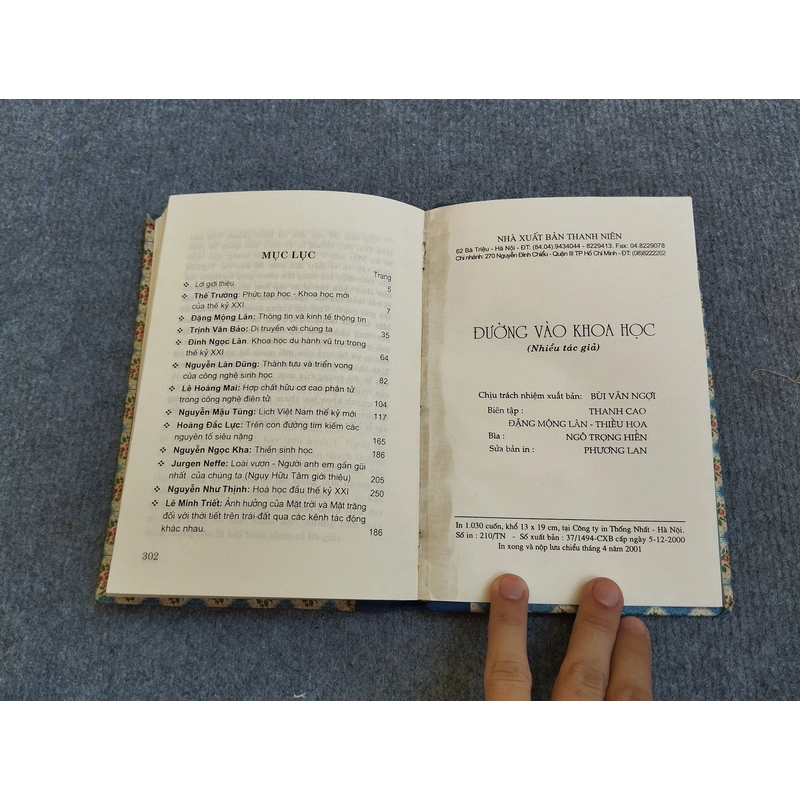 MỤC LỤC
Trang
❖ Lời giới thiệu 5
❖ Thế Trường: Phức tạp học - Khoa học mới
của thế kỷ XXI 7
❖ Đặng Mộng Lân: Thông tin và kinh tế thông tin
❖ Trịnh Văn Bảo: Di truyền với chúng ta 35
❖ Đinh Ngọc Lân: Khoa học du hành vũ trụ trong
thế kỷ XXI 64
❖ Nguyễn Lân Dũng: Thành tựu và triển vong
của công nghệ sinh học 82
❖ Lê Hoàng Mai: Hợp chất hữu cơ cao phân tử
trong công nghệ điện tử 104
❖ Nguyễn Mậu Tùng: Lịch Việt Nam thế kỷ mới 117
❖ Hoàng Đắc Lực: Trên con đường tìm kiếm các
nguyên tố siêu nặng 165
❖ Nguyễn Ngọc Kha: Thiền sinh học 185
❖ Jurgen Neffe: Loài vượn - Người anh em gần gũi
nhất của chúng ta (Ngụy Hữu Tâm giới thiệu) 205
❖ Nguyễn Như Thịnh: Hoá học đầu thế kỷ XXI 250
❖ Lê Minh Triết: Ảnh hưởng của Mặt trời và Mặt trăng
đối với thời tiết trên trái đất qua các kênh tác động
khác nhau. 186
302
NHÀ XUẤT BẢN THANH NIÊN
62 Bà Triệu - Hà Nội - ĐT: (84.04).9434044 - 8229413. Fax: 04.8229078
Chi nhánh: 270 Nguyễn Đình Chiểu - Quận III TP Hồ Chí Minh - ĐT: (08)8222262
ĐƯỜNG VÀO KHOA HỌC
(Nhiều tác giả)
Chịu trách nhiệm xuất bản: BÙI VĂN NGỢI
Biên tập: THANH CAO
ĐẶNG MỘNG LÂN - THIỀU HOA
Bìa: NGÔ TRỌNG HIỂN
Sửa bản in: PHƯƠNG LAN
In 1.030 cuốn, khổ 13 x 19 cm, tại Công ty in Thống Nhất - Hà Nội.
Số in: 210/TN - Số xuất bản: 37/1494-CXB cấp ngày 5-12-2000
In xong và nộp lưu chiểu tháng 4 năm 2001